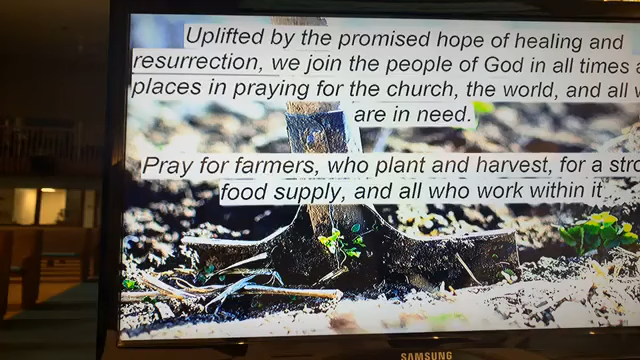 Uplifted by the promised hope of healing and
resurrection, we join the people of God in all times
places in praying for the church, the world, and all
are in need.
Pray for farmers, who plant and harvest, for a
food supply, and all who work within it
SAMSUNG